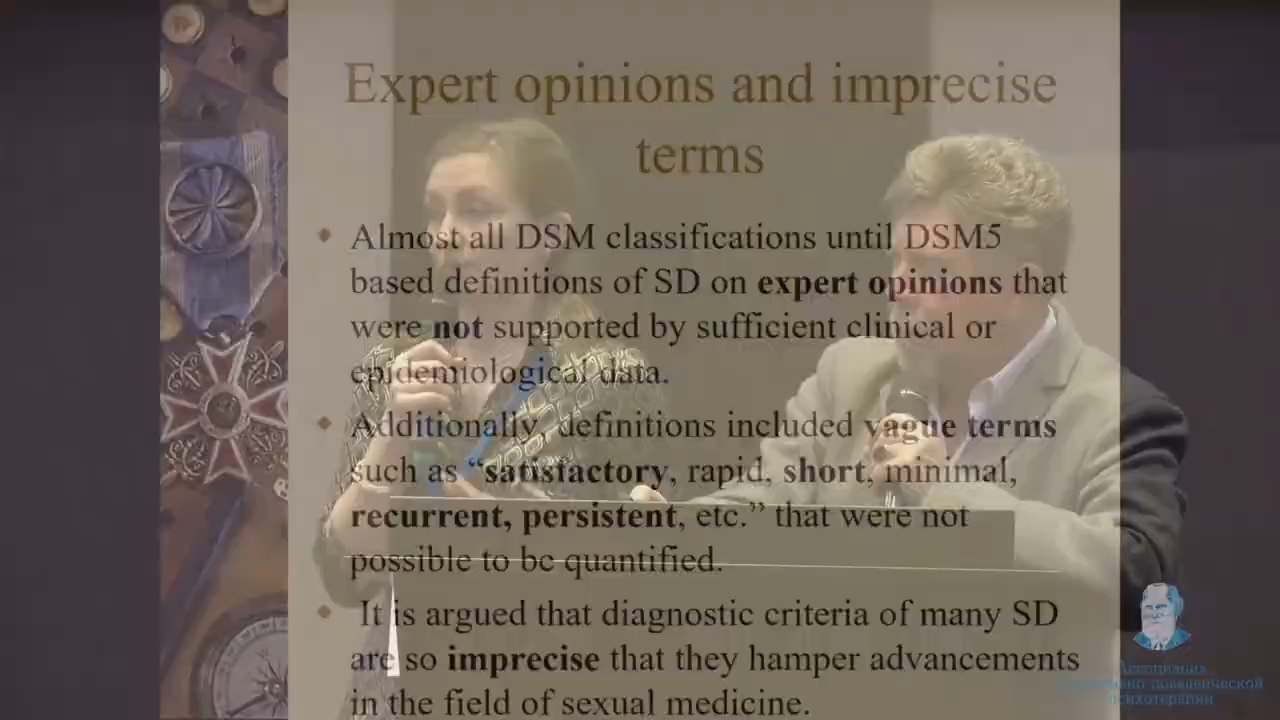 Expert opinions and imprecise
terms
Almost all DSM classifications until DSM5
based definitions of SD on expert opinions that
were not supported by sufficient clinical or
epidemiological data.
Additionally, definitions included vague terms
such as “satisfactory, rapid, short, minimal,
recurrent, persistent, etc.” that were not
possible to be quantified.
It is argued that diagnostic criteria of many SD
are so imprecise that they hamper advancements
in the field of sexual medicine.
Ассоциация
поведенческой
психотерапии